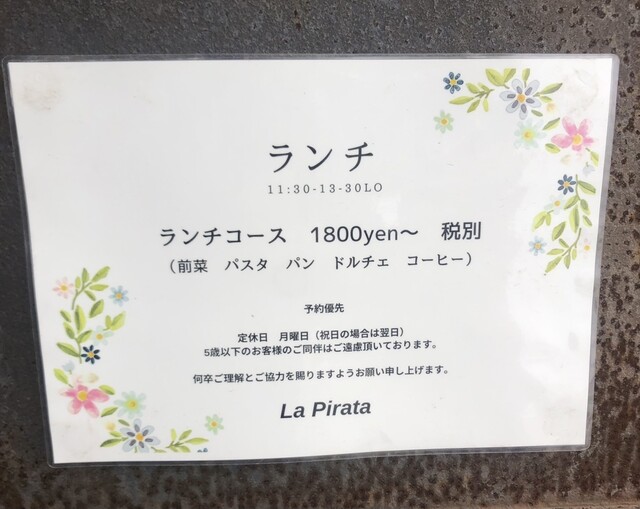 ランチ
11:30-13-30LO
ランチコース　1800yen～　税別
（前菜　パスタ　パン　ドルチェ　コーヒー）
予約優先
定休日　月曜日（祝日の場合は翌日）
5歳以下のお客様のご同伴はご遠慮頂いております。
何卒ご理解とご協力を賜りますようお願い申し上げます。
La Pirata